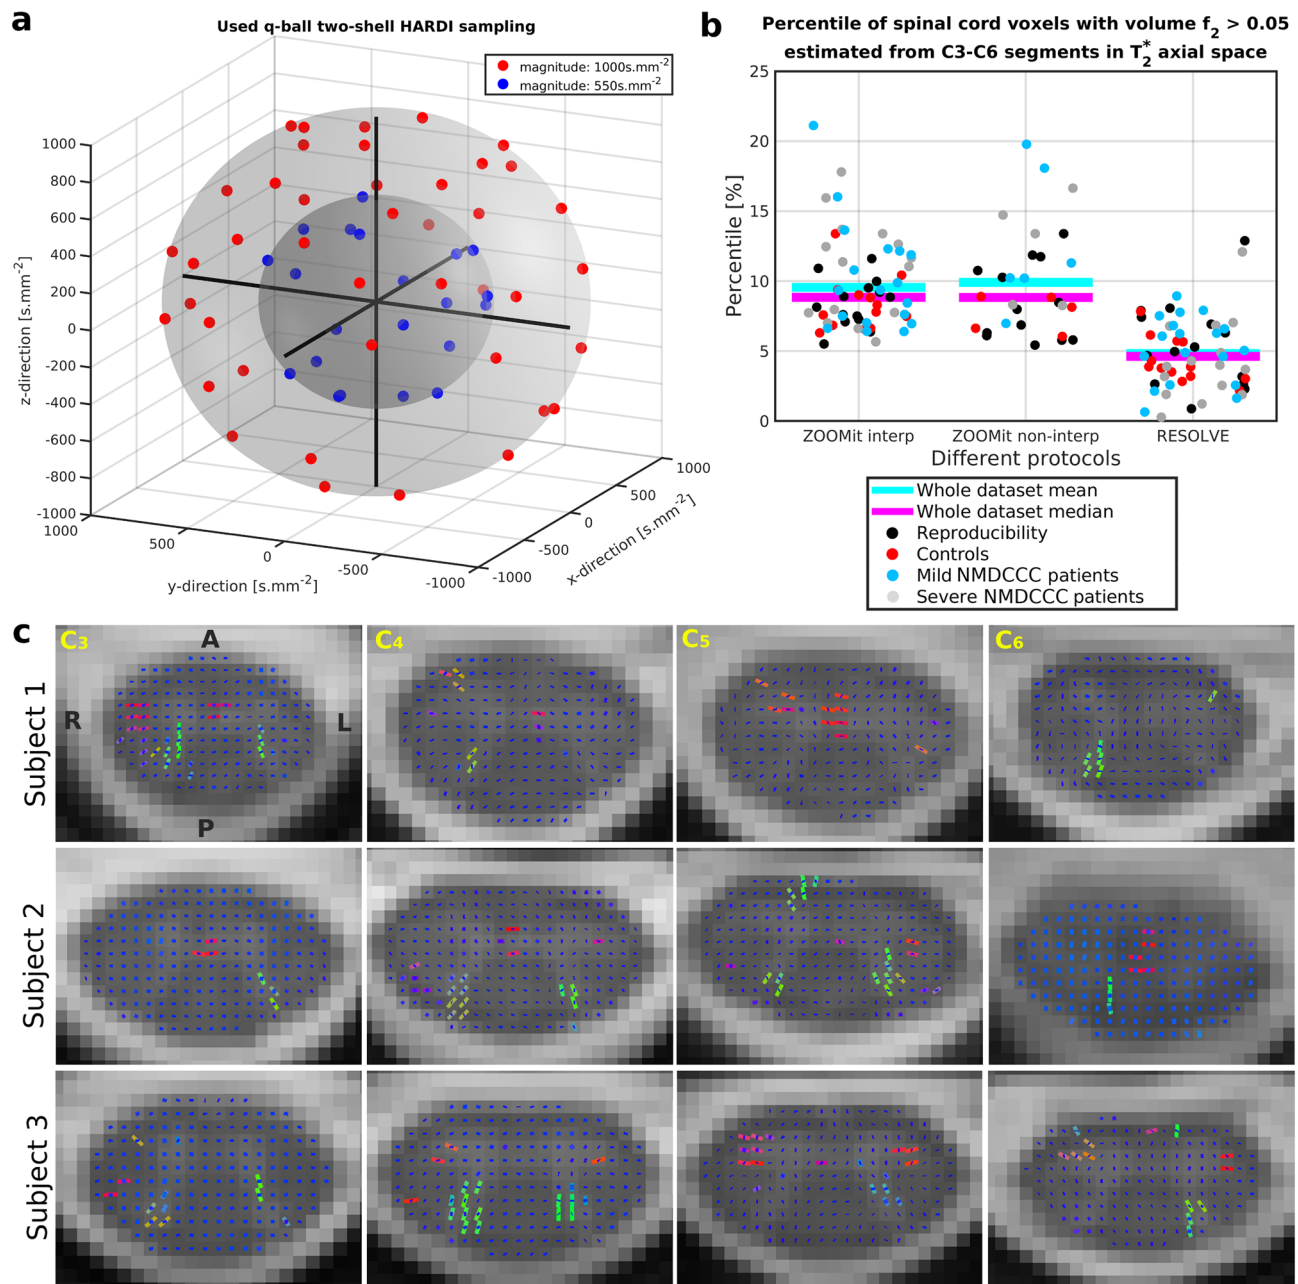 a
Used q-ball two-shell HARDI sampling
magnitude: 1000s.mm-2
magnitude: 550s.mm-2
1000
800
600
400
200
0
-200
-400
-600
-800
-1000
z-direction [s.mm-2]
1000
500
0
-500
-1000
y-direction [s.mm-2]
-1000
-500
0
500
1000
x-direction [s.mm-2]
b
Percentile of spinal cord voxels with volume f2 > 0.05
estimated from C3-C6 segments in T2* axial space
25
20
15
10
5
0
Percentile [%]
ZOOMit interp
ZOOMit non-interp
RESOLVE
Different protocols
Whole dataset mean
Whole dataset median
Reproducibility
Controls
Mild NMDCCC patients
Severe NMDCCC patients
c
C3
A
R
L
P
C4
C5
C6
Subject 1
Subject 2
Subject 3